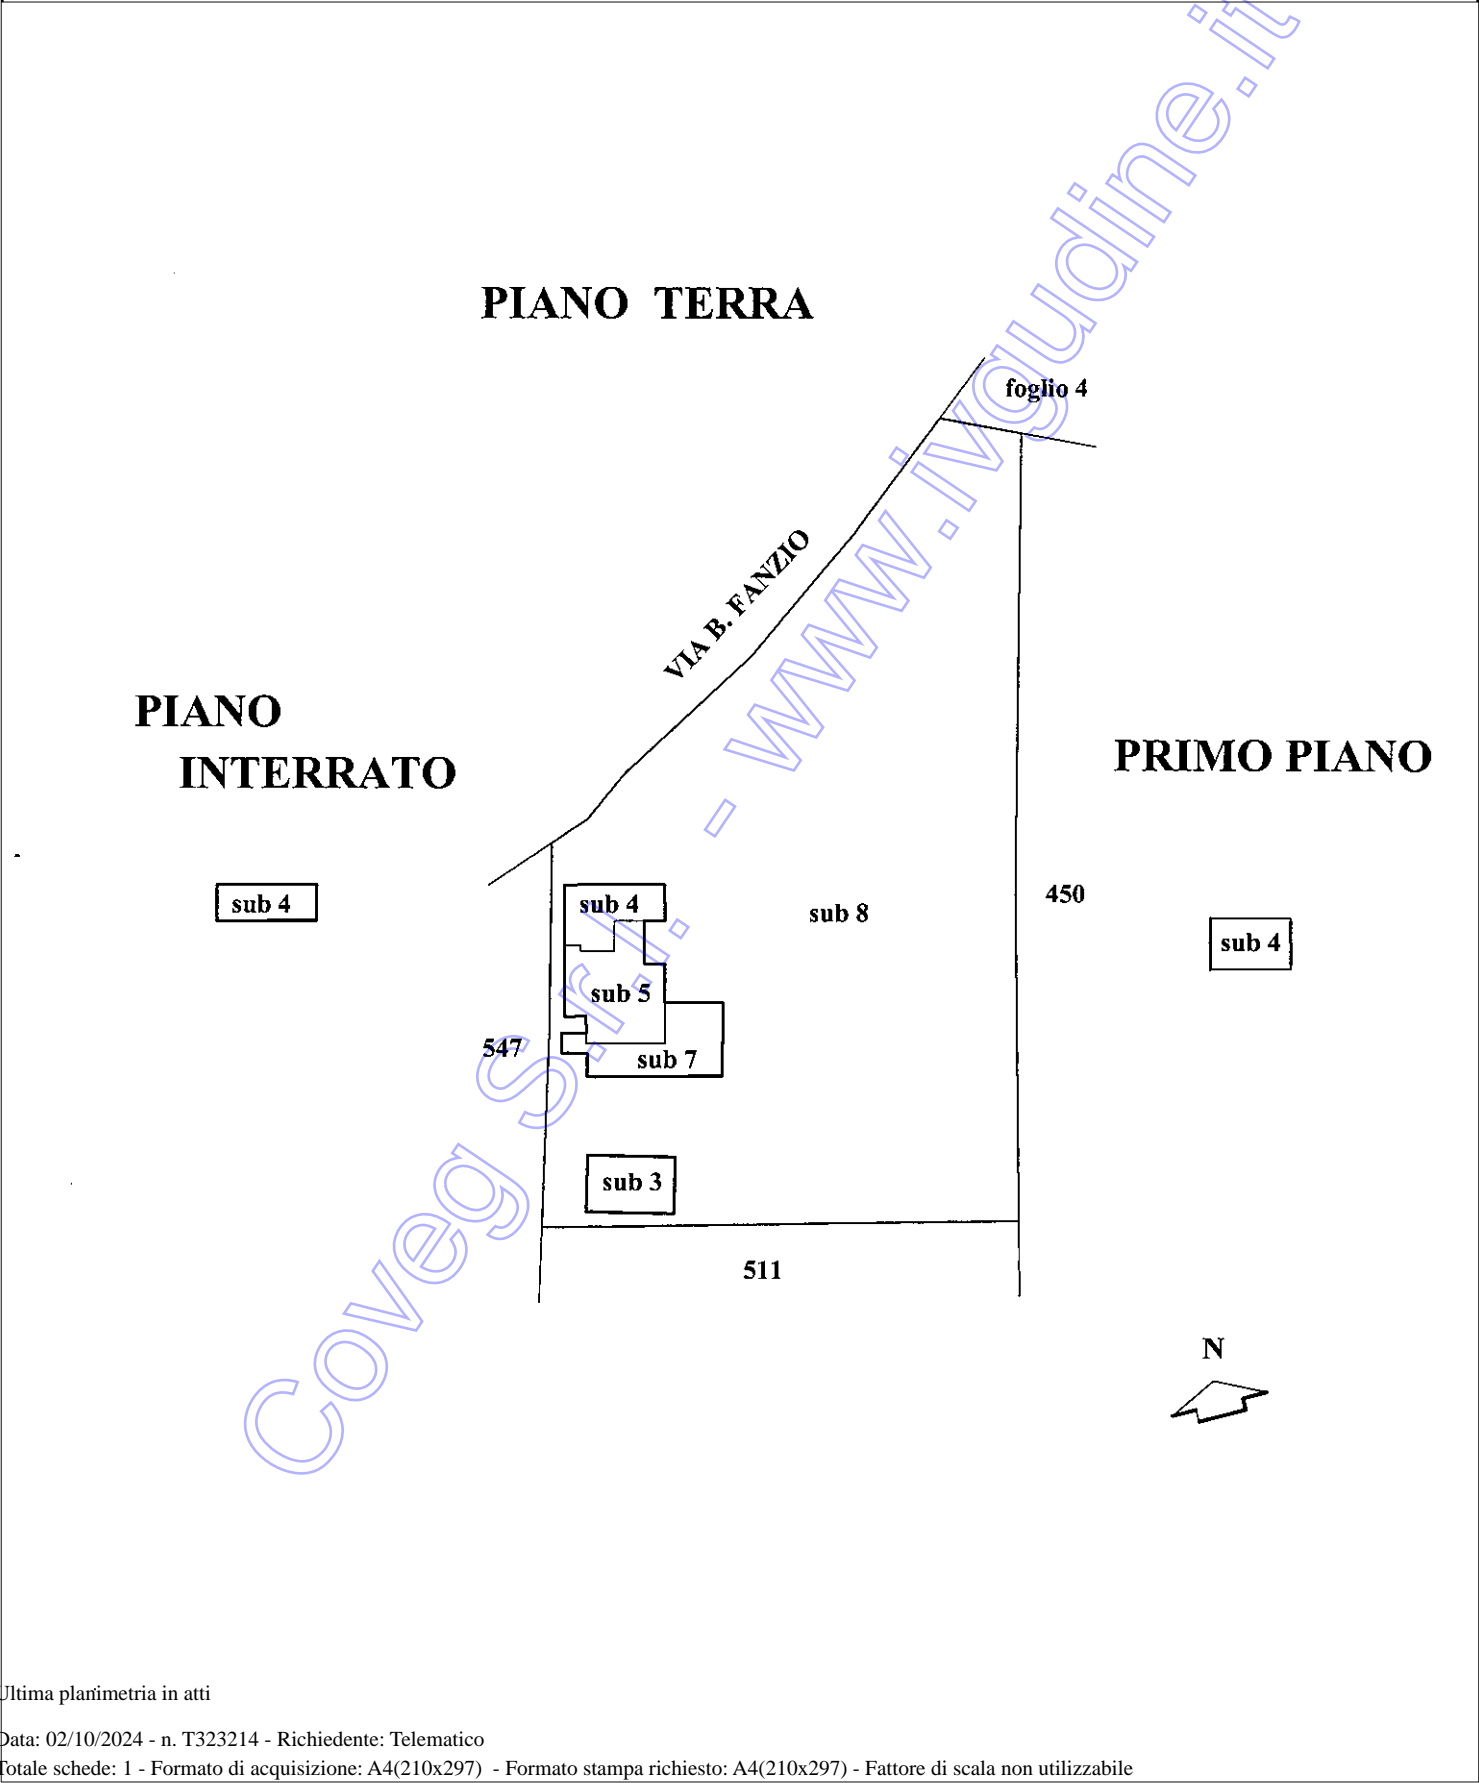 PIANO TERRA
foglio 4
VIA B. FANZIO
PIANO
INTERRATO
PRIMO PIANO
sub 4
sub 4
sub 8
450
sub 4
sub 5
547
sub 7
sub 3
511
N
Coveg S.r.l. - www.ivgudine.it
Ultima planimetria in atti
Data: 02/10/2024 - n. T323214 - Richiedente: Telematico
Totale schede: 1 - Formato di acquisizione: A4(210x297) - Formato stampa richiesto: A4(210x297) - Fattore di scala non utilizzabile